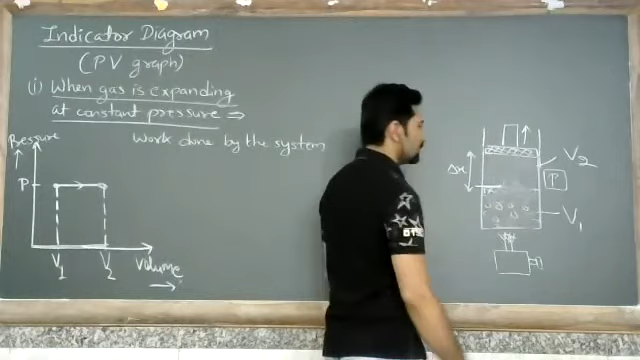 Indicator Diagram
(PV graph)
(i) When gas is expanding
at constant pressure ⇒
Work done by the system
Pressure
P
V1
V2
Volume
Δx
V2
P
V1